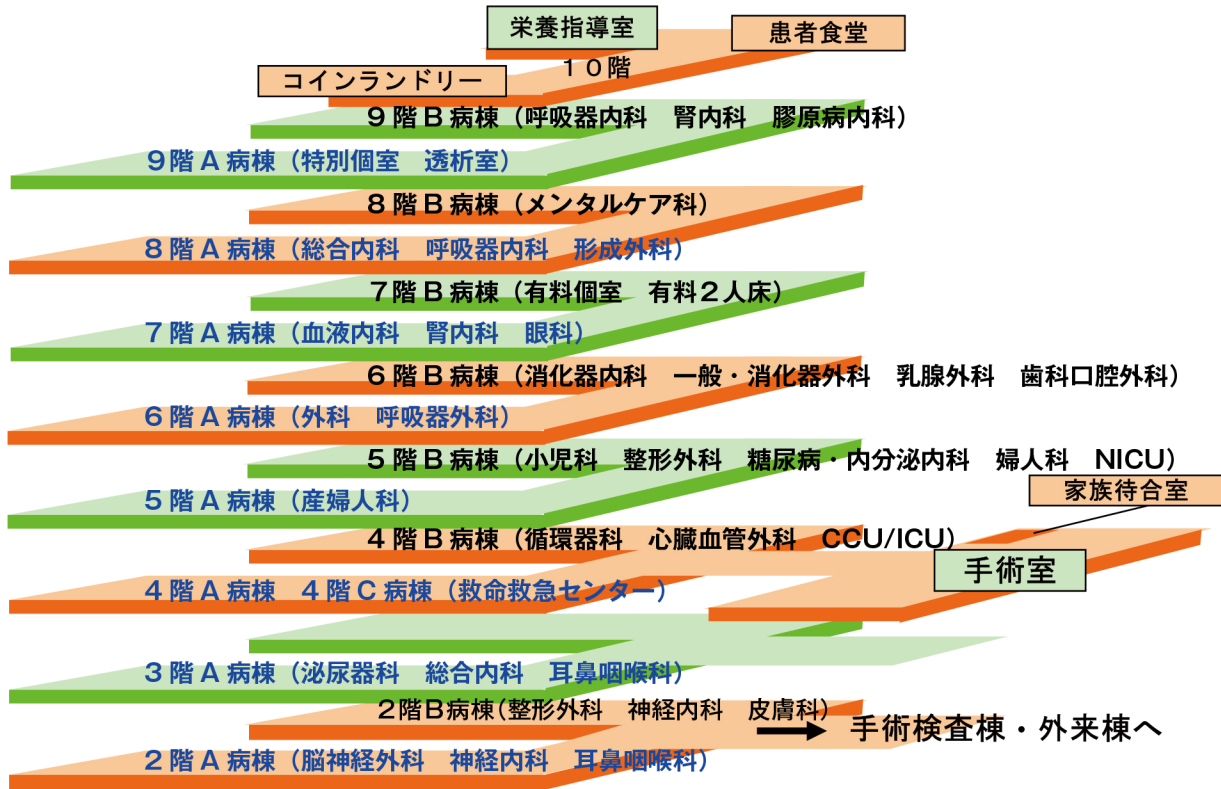 栄養指導室
患者食堂
10階
コインランドリー
9階B病棟（呼吸器内科　腎内科　膠原病内科）
9階A病棟（特別個室　透析室）
8階B病棟（メンタルケア科）
8階A病棟（総合内科　呼吸器内科　形成外科）
7階B病棟（有料個室　有料2人床）
7階A病棟（血液内科　腎内科　眼科）
6階B病棟（消化器内科　一般・消化器外科　乳腺外科　歯科口腔外科）
6階A病棟（外科　呼吸器外科）
5階B病棟（小児科　整形外科　糖尿病・内分泌内科　婦人科　NICU）
家族待合室
5階A病棟（産婦人科）
4階B病棟（循環器科　心臓血管外科　CCU/ICU）
手術室
4階A病棟　4階C病棟（救命救急センター）
3階A病棟（泌尿器科　総合内科　耳鼻咽喉科）
2階B病棟（整形外科　神経内科　皮膚科）
➡ 手術検査棟・外来棟へ
2階A病棟（脳神経外科　神経内科　耳鼻咽喉科）